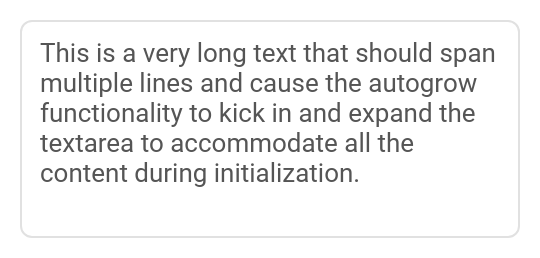 This is a very long text that should span
multiple lines and cause the autogrow
functionality to kick in and expand the
textarea to accommodate all the
content during initialization.